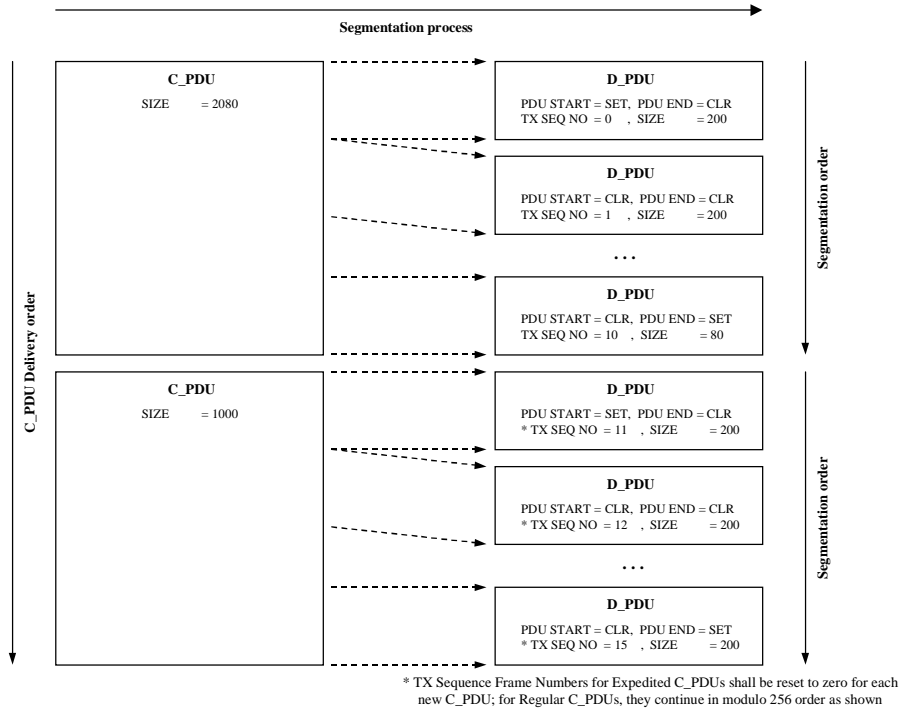 Segmentation process
C_PDU Delivery order
C_PDU
SIZE = 2080
D_PDU
PDU START = SET, PDU END = CLR
TX SEQ NO = 0 , SIZE = 200
D_PDU
PDU START = CLR, PDU END = CLR
TX SEQ NO = 1 , SIZE = 200
...
D_PDU
PDU START = CLR, PDU END = SET
TX SEQ NO = 10 , SIZE = 80
Segmentation order
C_PDU
SIZE = 1000
D_PDU
PDU START = SET, PDU END = CLR
* TX SEQ NO = 11 , SIZE = 200
D_PDU
PDU START = CLR, PDU END = CLR
* TX SEQ NO = 12 , SIZE = 200
...
D_PDU
PDU START = CLR, PDU END = SET
* TX SEQ NO = 15 , SIZE = 200
Segmentation order
* TX Sequence Frame Numbers for Expedited C_PDUs shall be reset to zero for each
new C_PDU; for Regular C_PDUs, they continue in modulo 256 order as shown